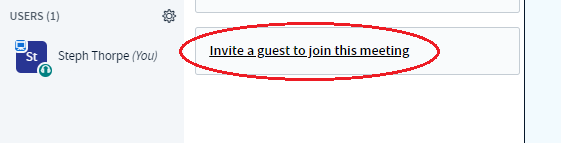 USERS (1)
St
Steph Thorpe (You)
Invite a guest to join this meeting